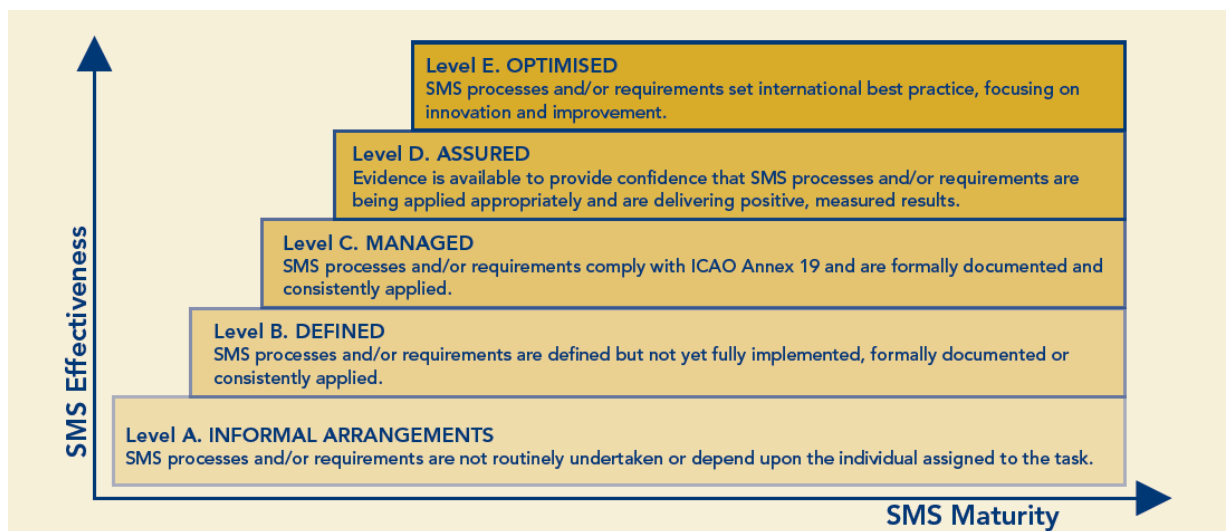 Level E. OPTIMISED
SMS processes and/or requirements set international best practice, focusing on
innovation and improvement.
Level D. ASSURED
Evidence is available to provide confidence that SMS processes and/or requirements are
being applied appropriately and are delivering positive, measured results.
Level C. MANAGED
SMS processes and/or requirements comply with ICAO Annex 19 and are formally documented and
consistently applied.
Level B. DEFINED
SMS processes and/or requirements are defined but not yet fully implemented, formally documented or
consistently applied.
Level A. INFORMAL ARRANGEMENTS
SMS processes and/or requirements are not routinely undertaken or depend upon the individual assigned to the task.
SMS Effectiveness
SMS Maturity